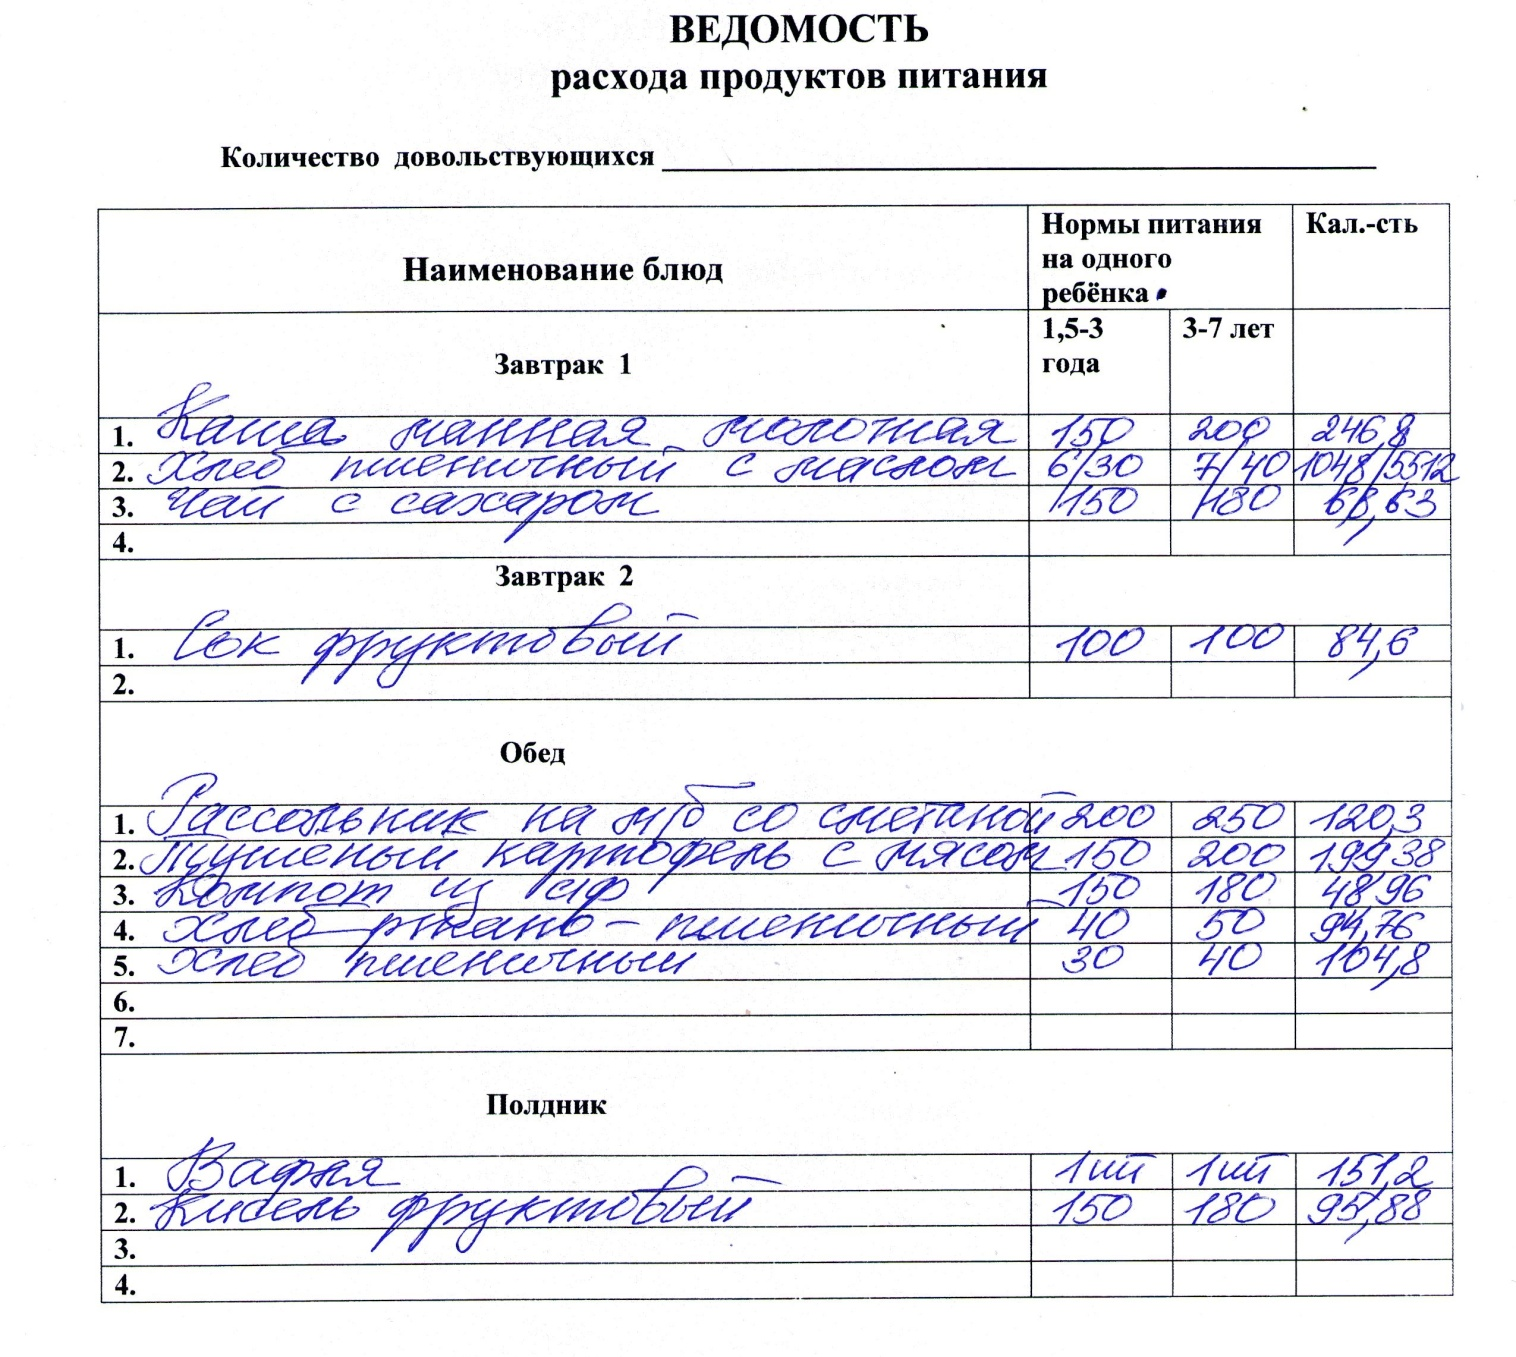 ВЕДОМОСТЬ
расхода продуктов питания
Количество довольствующихся
Наименование блюд Нормы питания на одного ребёнка Кал.-сть
Завтрак 1 1,5-3 года 3-7 лет
1. Каша манная молочная 150 200 246,8
2. Хлеб пшеничный с маслом 6/30 7/40 1048/5512
3. Чай с сахаром 150 180 68,63
4.
Завтрак 2
1. Сок фруктовый 100 100 84,6
2.
Обед
1. Рассольник на м/б со сметаной 200 250 120,3
2. Тушеный картофель с мясом 150 200 199,38
3. Компот из с/ф 150 180 48,96
4. Хлеб ржано-пшеничный 40 50 94,76
5. Хлеб пшеничный 30 40 104,8
6.
7.
Полдник
1. Вафля 1 шт 1 шт 151,2
2. Кисель фруктовый 150 180 95,88
3.
4.